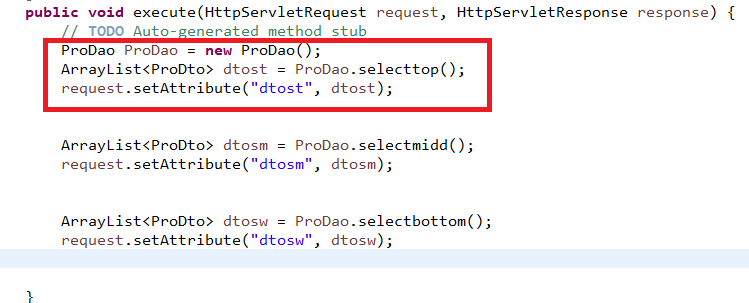 public void execute(HttpServletRequest request, HttpServletResponse response) {
// TODO Auto-generated method stub
ProDao ProDao = new ProDao();
ArrayList<ProDto> dtost = ProDao.selecttop();
request.setAttribute("dtost", dtost);
ArrayList<ProDto> dtosm = ProDao.selectmidd();
request.setAttribute("dtosm", dtosm);
ArrayList<ProDto> dtosw = ProDao.selectbottom();
request.setAttribute("dtosw", dtosw);
}